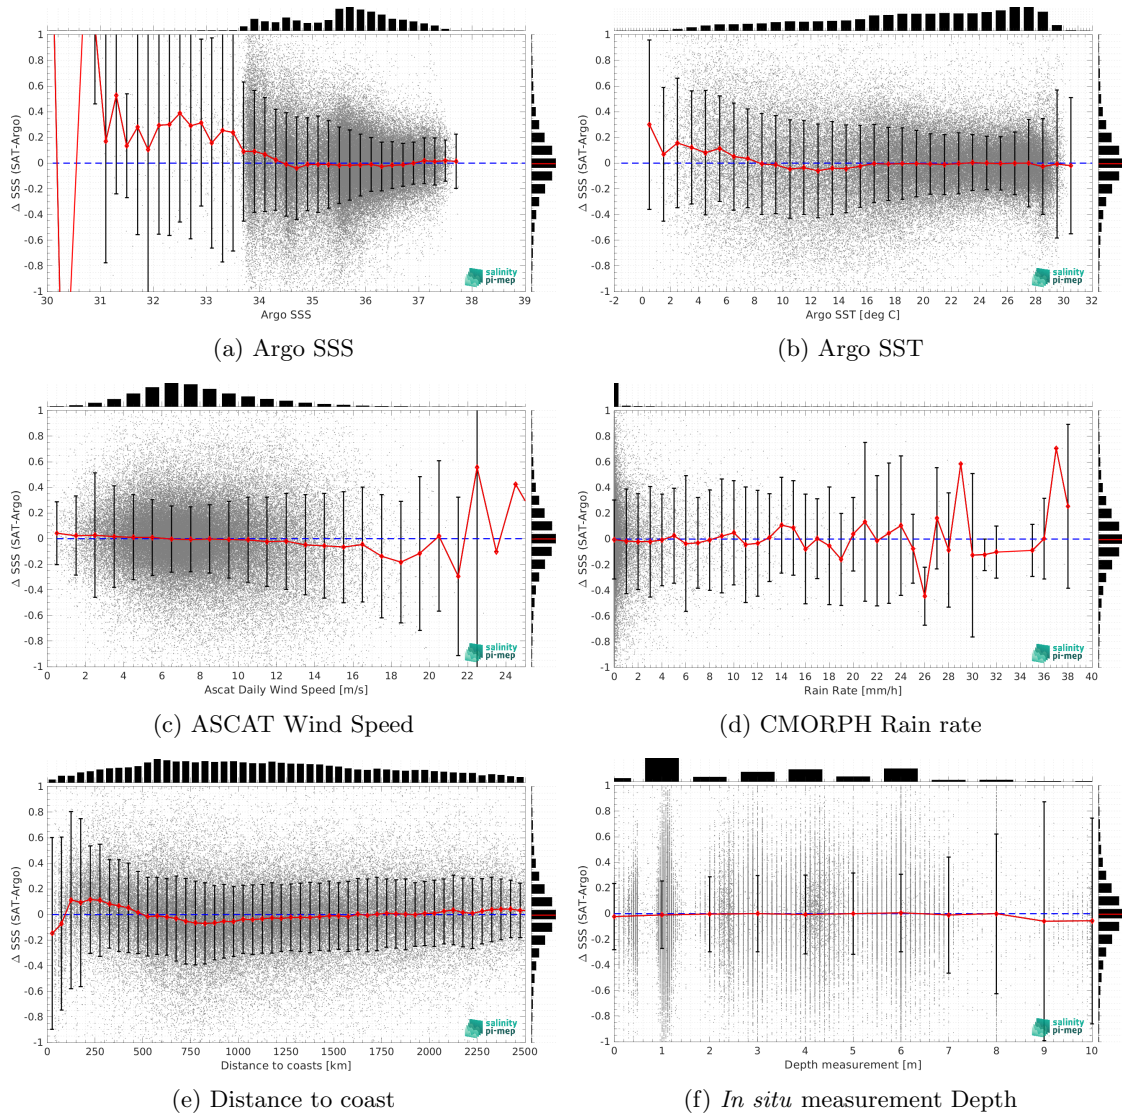 1
0.8
0.6
0.4
0.2
0
-0.2
-0.4
-0.6
-0.8
-1
Δ SSS (SAT-Argo)
30 31 32 33 34 35 36 37 38 39
Argo SSS
salinity
pi-mep
(a) Argo SSS
1
0.8
0.6
0.4
0.2
0
-0.2
-0.4
-0.6
-0.8
-1
Δ SSS (SAT-Argo)
-2 0 2 4 6 8 10 12 14 16 18 20 22 24 26 28 30 32
Argo SST [deg C]
salinity
pi-mep
(b) Argo SST
1
0.8
0.6
0.4
0.2
0
-0.2
-0.4
-0.6
-0.8
-1
Δ SSS (SAT-Argo)
0 2 4 6 8 10 12 14 16 18 20 22 24
Ascat Daily Wind Speed [m/s]
salinity
pi-mep
(c) ASCAT Wind Speed
1
0.8
0.6
0.4
0.2
0
-0.2
-0.4
-0.6
-0.8
-1
Δ SSS (SAT-Argo)
0 2 4 6 8 10 12 14 16 18 20 22 24 26 28 30 32 34 36 38 40
Rain Rate [mm/h]
salinity
pi-mep
(d) CMORPH Rain rate
1
0.8
0.6
0.4
0.2
0
-0.2
-0.4
-0.6
-0.8
-1
Δ SSS (SAT-Argo)
0 250 500 750 1000 1250 1500 1750 2000 2250 2500
Distance to coasts [km]
salinity
pi-mep
(e) Distance to coast
1
0.8
0.6
0.4
0.2
0
-0.2
-0.4
-0.6
-0.8
-1
Δ SSS (SAT-Argo)
0 1 2 3 4 5 6 7 8 9 10
Depth measurement [m]
salinity
pi-mep
(f) In situ measurement Depth